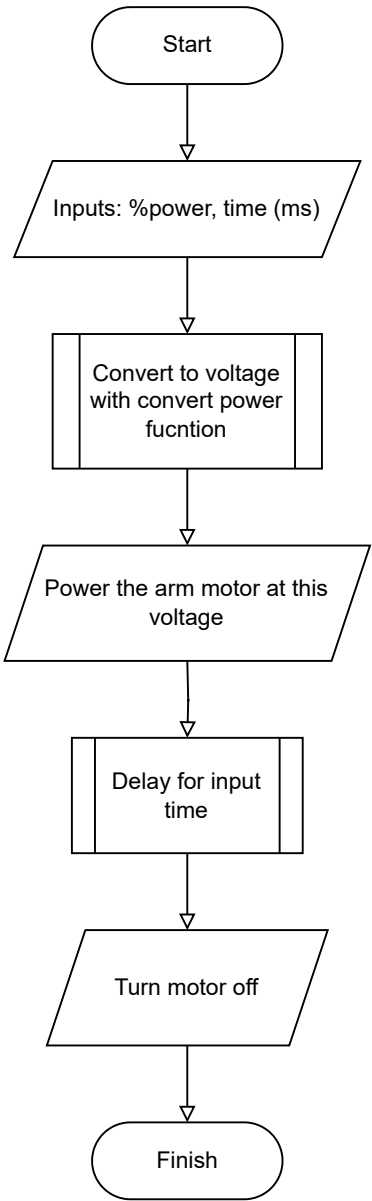 Start
Inputs: %power, time (ms)
Convert to voltage
with convert power
fucntion
Power the arm motor at this
voltage
Delay for input
time
Turn motor off
Finish